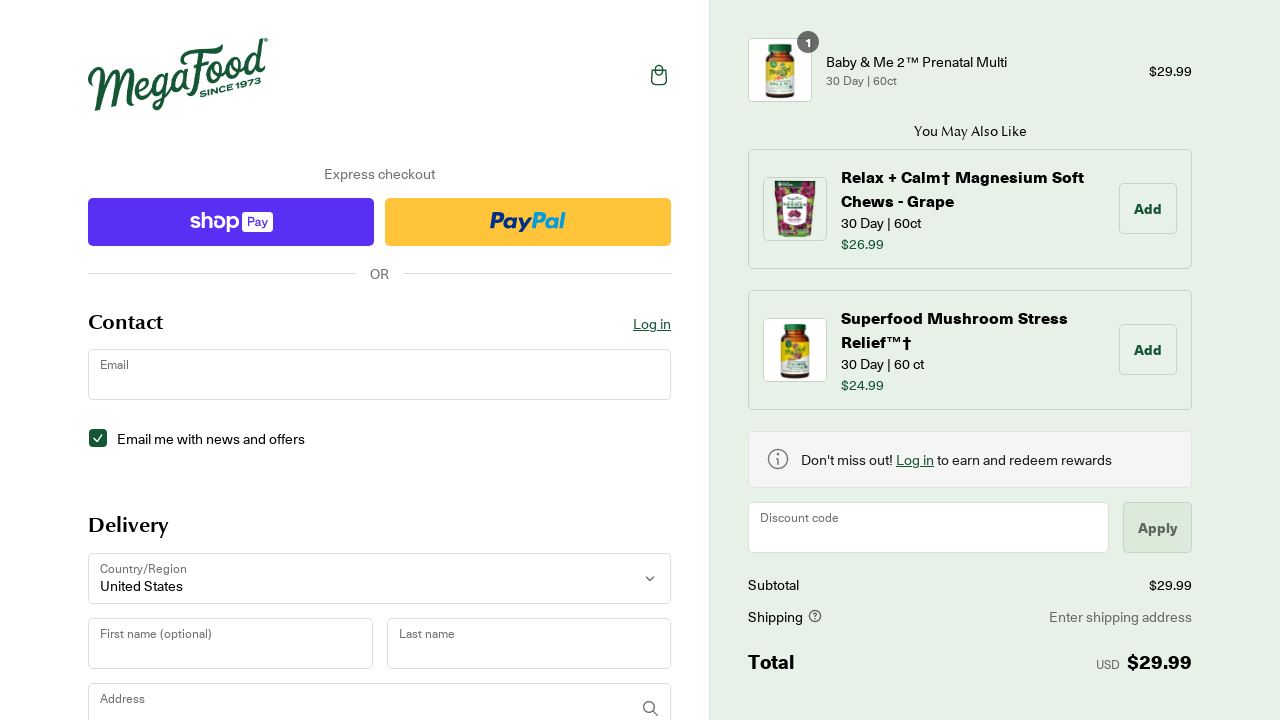 MegaFood®
SINCE 1973
Express checkout
shop Pay
PayPal
OR
Contact
Log in
Email
Email me with news and offers
Delivery
Country/Region
United States
First name (optional)
Last name
Address
1
Baby & Me 2™ Prenatal Multi
30 Day | 60ct
$29.99
You May Also Like
Relax + Calm† Magnesium Soft
Chews - Grape
30 Day | 60ct
$26.99
Add
Superfood Mushroom Stress
Relief™†
30 Day | 60 ct
$24.99
Add
Don't miss out! Log in to earn and redeem rewards
Discount code
Apply
Subtotal
$29.99
Shipping
Enter shipping address
Total
USD $29.99